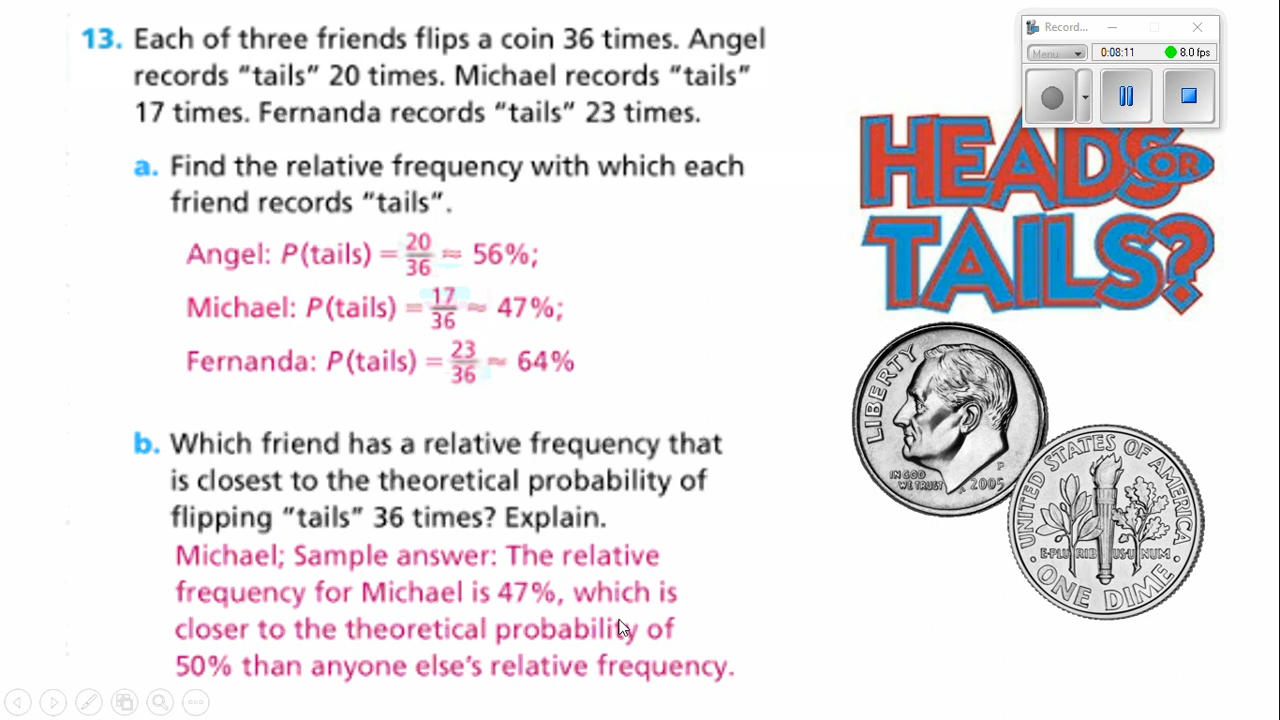 13. Each of three friends flips a coin 36 times. Angel
records “tails” 20 times. Michael records “tails”
17 times. Fernanda records “tails” 23 times.
a. Find the relative frequency with which each
friend records “tails”.
Angel: P(tails) = 20/36 ≈ 56%;
Michael: P(tails) = 17/36 ≈ 47%;
Fernanda: P(tails) = 23/36 ≈ 64%
b. Which friend has a relative frequency that
is closest to the theoretical probability of
flipping “tails” 36 times? Explain.
Michael; Sample answer: The relative
frequency for Michael is 47%, which is
closer to the theoretical probability of
50% than anyone else’s relative frequency.
Record...
Menu 0:08:11 8.0 fps
HEADS OR
TAILS?
LIBERTY
IN GOD
WE TRUST
P
2005
UNITED STATES OF AMERICA
E·PLURIBUS·UNUM
ONE DIME